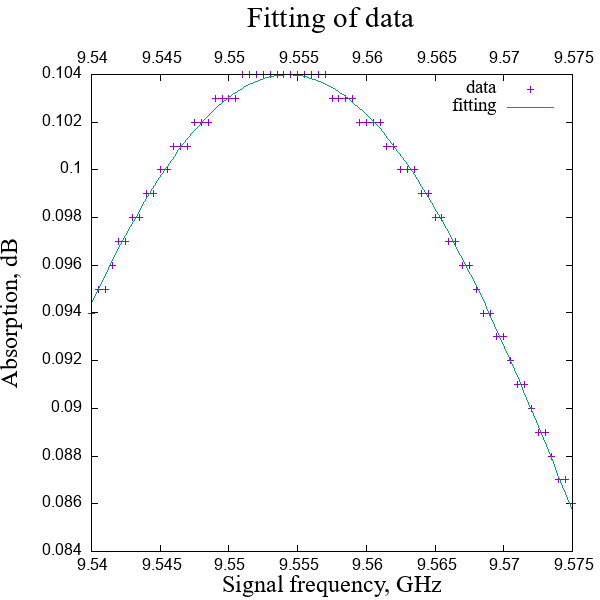 Fitting of data
9.54 9.545 9.55 9.555 9.56 9.565 9.57 9.575
data
fitting
0.104
0.102
0.1
0.098
0.096
0.094
0.092
0.09
0.088
0.086
0.084
Absorption, dB
9.54 9.545 9.55 9.555 9.56 9.565 9.57 9.575
Signal frequency, GHz